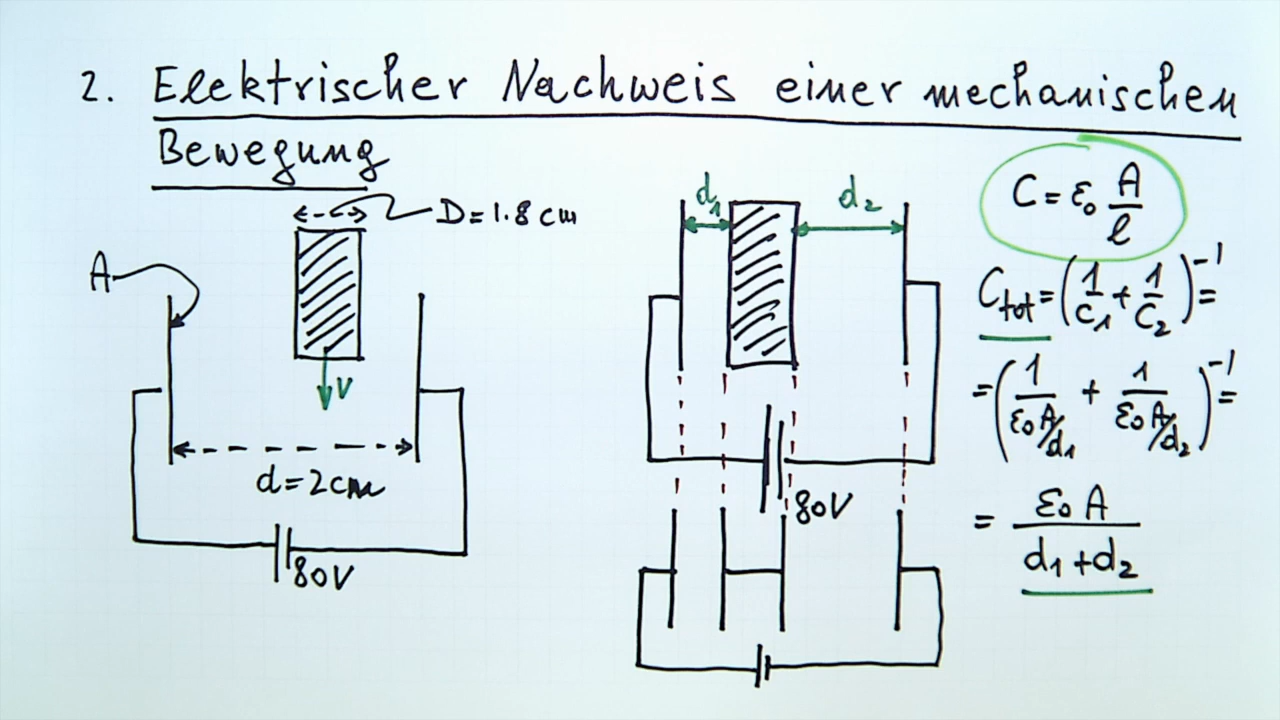 2. Elektrischer Nachweis einer mechanischen
Bewegung
D = 1.8 cm
A
v
d = 2 cm
80V
d₁
d₂
80V
C = ε₀ A/l
C_tot = (1/C₁ + 1/C₂)⁻¹ =
= (1/(ε₀ A/d₁) + 1/(ε₀ A/d₂))⁻¹ =
= ε₀ A/(d₁ + d₂)